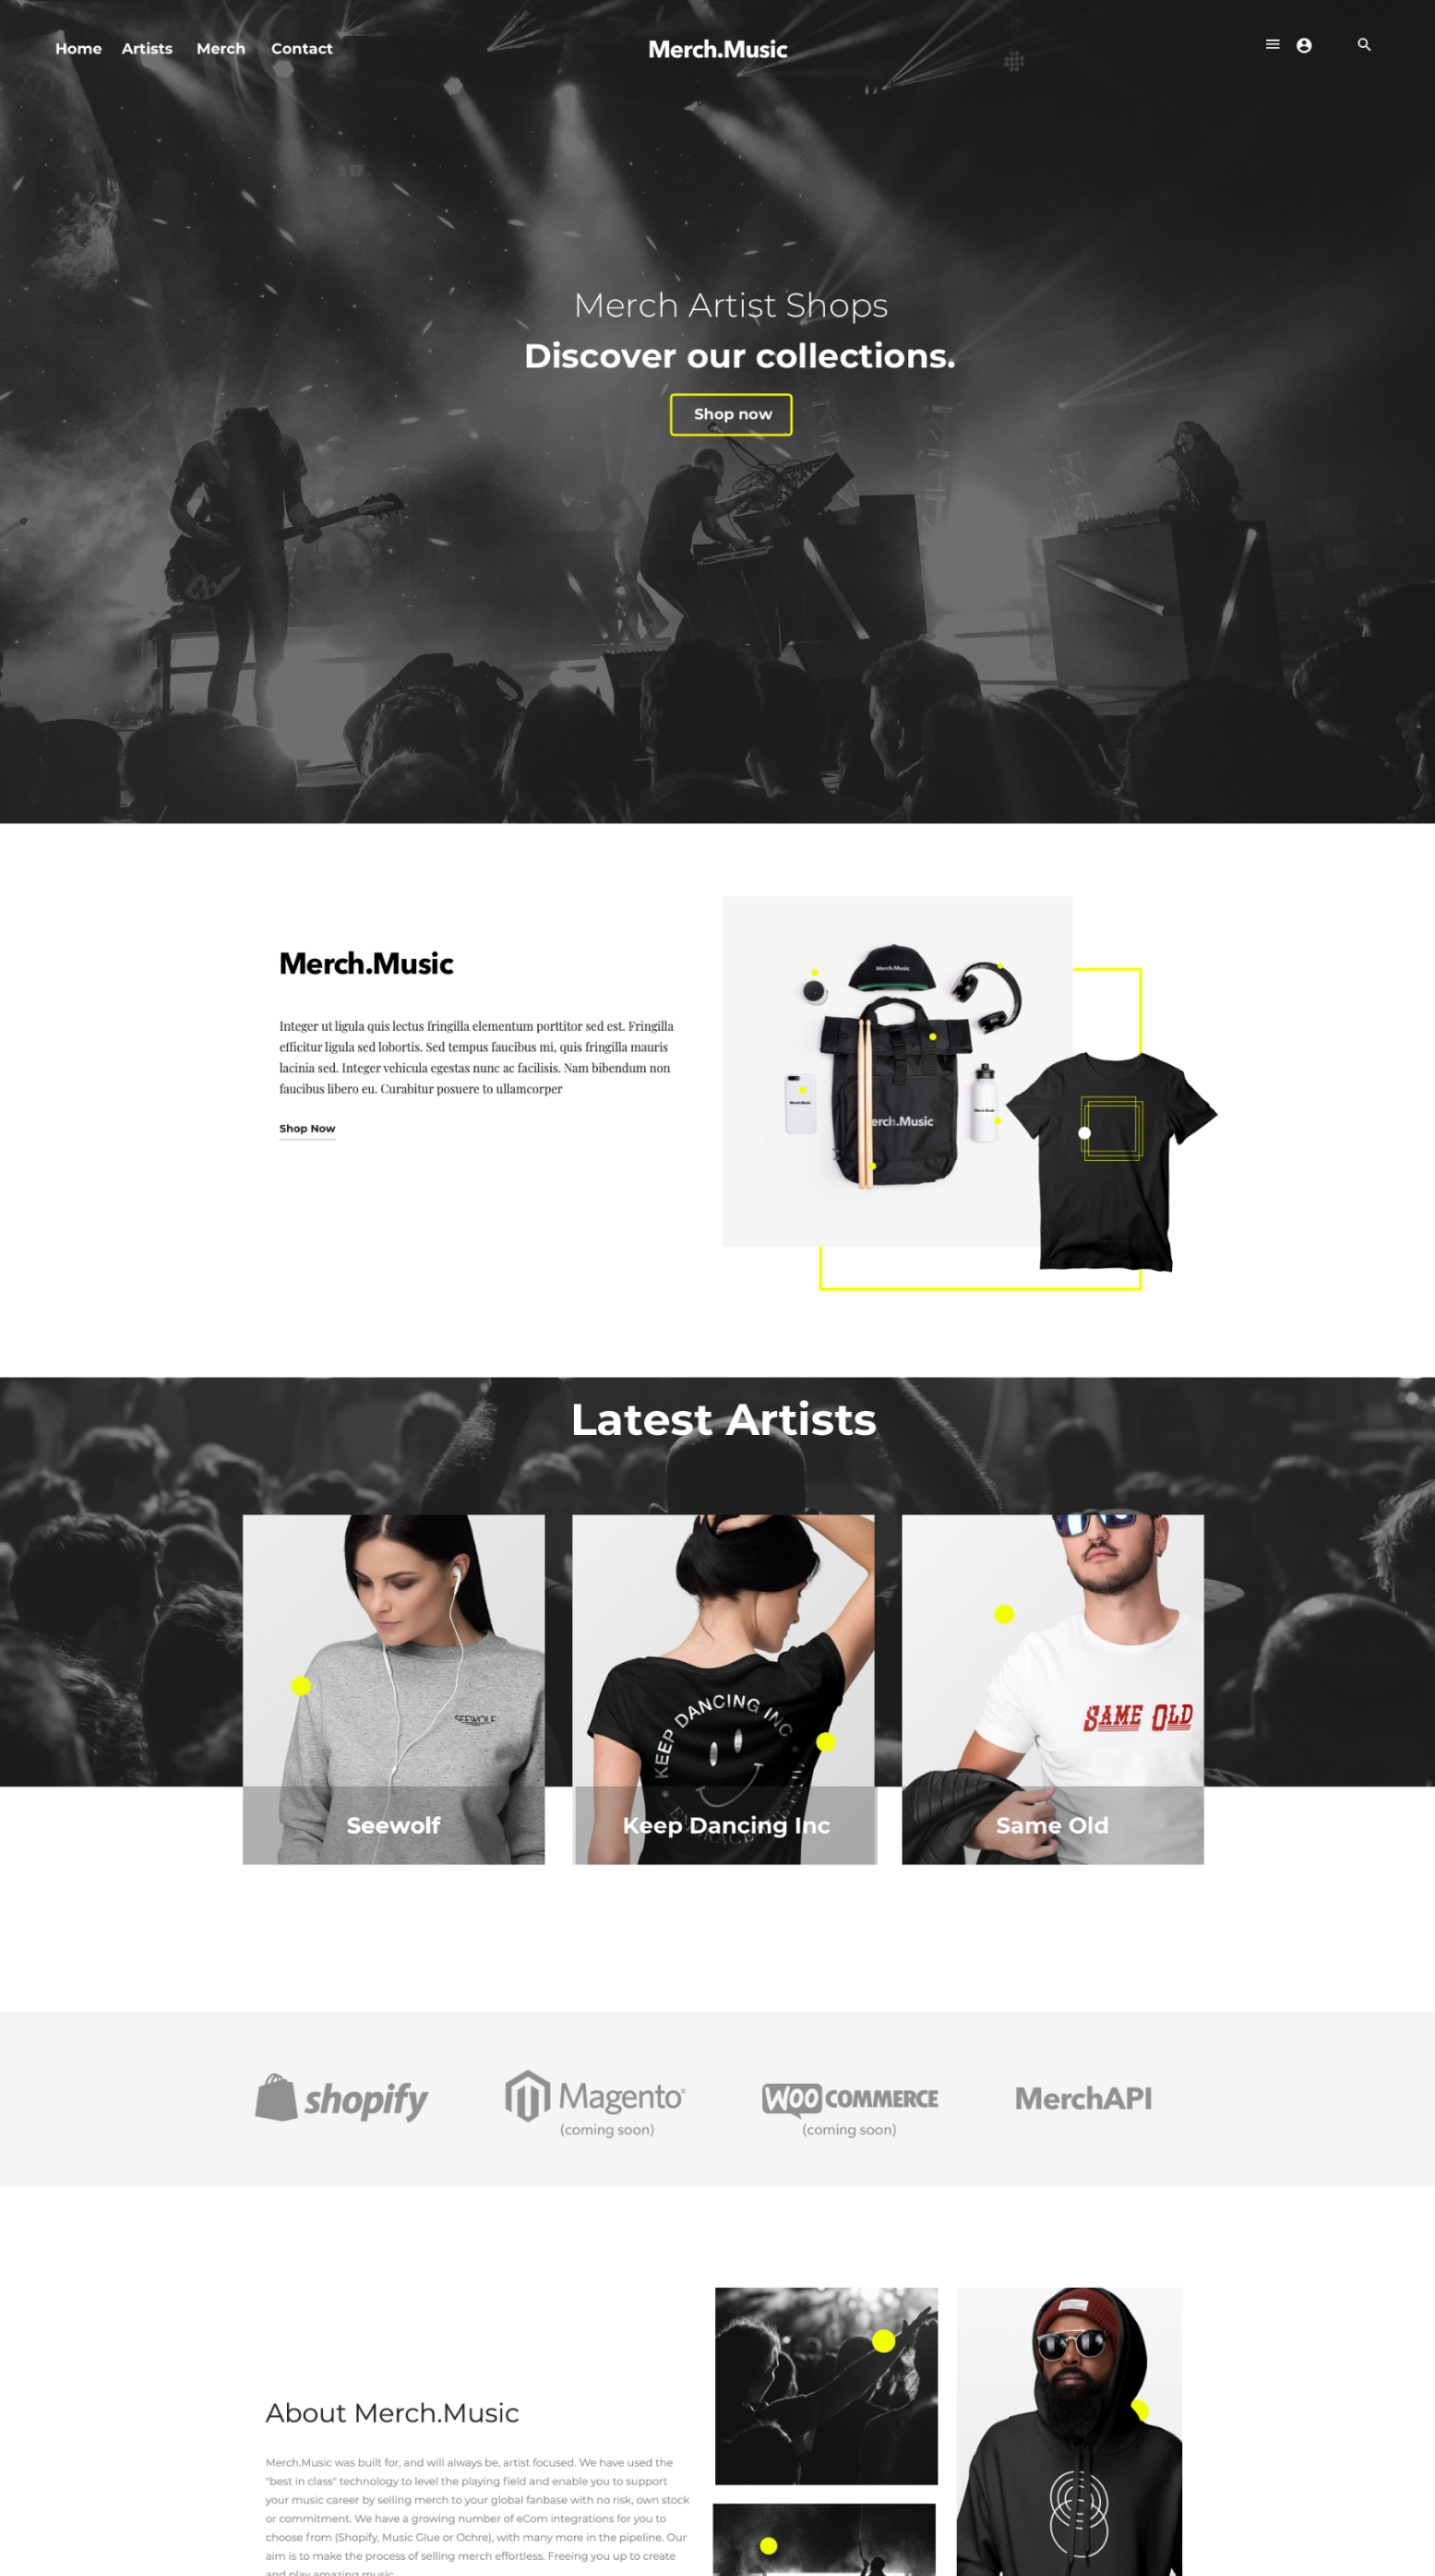 Home Artists Merch Contact Merch.Music
Merch Artist Shops
Discover our collections.
Shop now
Merch.Music
Integer ut ligula quis lectus fringilla elementum porttitor sed est. Fringilla
efficitur ligula sed lobortis. Sed tempus faucibus mi, quis fringilla mauris
lacinia sed. Integer vehicula egestas nunc ac facilisis. Nam bibendum non
faucibus libero eu. Curabitur posuere to ullamcorper
Shop Now
Merch.Music
Merch.Music
Merch.Music
erch.Music
Latest Artists
SEEWOLF
KEEP DANCING INC
EMBRACE THE
SAME OLD
Seewolf
Keep Dancing Inc
Same Old
shopify
Magento
(coming soon)
WOO COMMERCE
(coming soon)
MerchAPI
About Merch.Music
Merch.Music was built for, and will always be, artist focused. We have used the
"best in class" technology to level the playing field and enable you to support
your music career by selling merch to your global fanbase with no risk, own stock
or commitment. We have a growing number of eCom integrations for you to
choose from (Shopify, Music Glue or Ochre), with many more in the pipeline. Our
aim is to make the process of selling merch effortless. Freeing you up to create
and play amazing music.